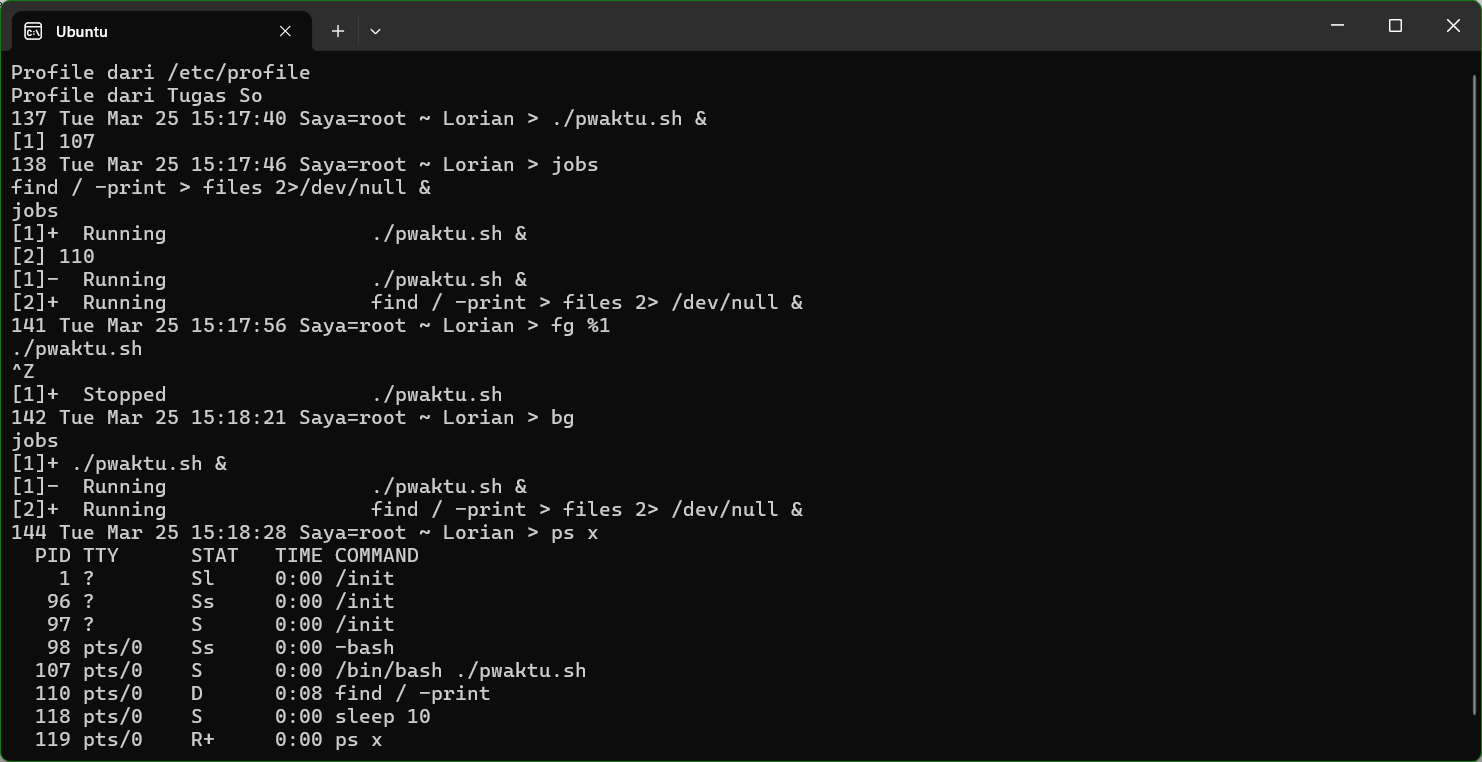 Ubuntu
Profile dari /etc/profile
Profile dari Tugas So
137 Tue Mar 25 15:17:40 Saya=root ~ Lorian > ./pwaktu.sh &
[1] 107
138 Tue Mar 25 15:17:46 Saya=root ~ Lorian > jobs
find / -print > files 2>/dev/null &
jobs
[1]+  Running                 ./pwaktu.sh &
[2] 110
[1]-  Running                 ./pwaktu.sh &
[2]+  Running                 find / -print > files 2> /dev/null &
141 Tue Mar 25 15:17:56 Saya=root ~ Lorian > fg %1
./pwaktu.sh
^Z
[1]+  Stopped                 ./pwaktu.sh
142 Tue Mar 25 15:18:21 Saya=root ~ Lorian > bg
jobs
[1]+ ./pwaktu.sh &
[1]-  Running                 ./pwaktu.sh &
[2]+  Running                 find / -print > files 2> /dev/null &
144 Tue Mar 25 15:18:28 Saya=root ~ Lorian > ps x
  PID TTY      STAT   TIME COMMAND
    1 ?        Sl     0:00 /init
   96 ?        Ss     0:00 /init
   97 ?        S      0:00 /init
   98 pts/0    Ss     0:00 -bash
  107 pts/0    S      0:00 /bin/bash ./pwaktu.sh
  110 pts/0    D      0:08 find / -print
  118 pts/0    S      0:00 sleep 10
  119 pts/0    R+     0:00 ps x